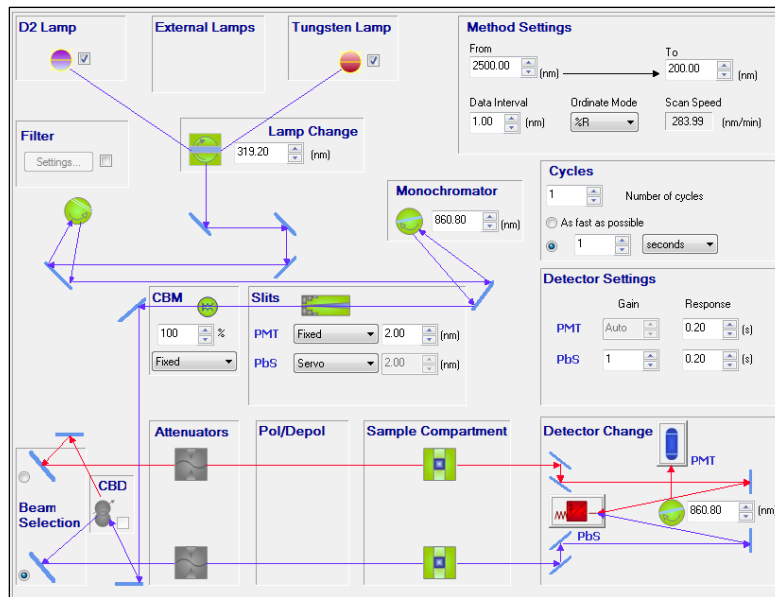 D2 Lamp
External Lamps
Tungsten Lamp
Method Settings
From
To
2500.00 (nm)
200.00 (nm)
Data Interval
Ordinate Mode
Scan Speed
1.00 (nm)
%R
283.99 (nm/min)
Filter
Settings...
Lamp Change
319.20 (nm)
Monochromator
860.80 (nm)
Cycles
1 Number of cycles
As fast as possible
1 seconds
CBM
100 %
Fixed
Slits
PMT Fixed 2.00 (nm)
PbS Servo 2.00 (nm)
Detector Settings
Gain Response
PMT Auto 0.20 (s)
PbS 1 0.20 (s)
Attenuators
Pol/Depol
Sample Compartment
Detector Change
PMT
CBD
Beam
Selection
860.80 (nm)
PbS